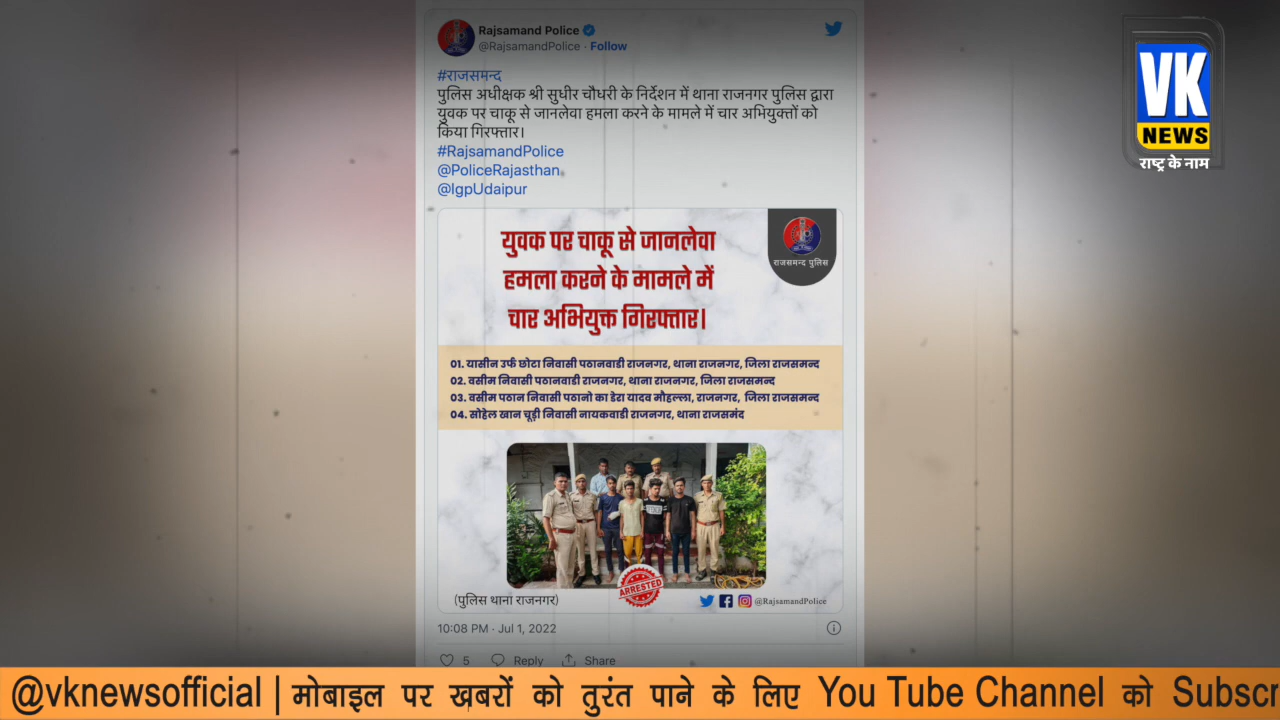 Rajsamand Police
@RajsamandPolice · Follow
#राजसमन्द
पुलिस अधीक्षक श्री सुधीर चौधरी के निर्देशन में थाना राजनगर पुलिस द्वारा
युवक पर चाकू से जानलेवा हमला करने के मामले में चार अभियुक्तों को
किया गिरफ्तार।
#RajsamandPolice
@PoliceRajasthan
@IgpUdaipur
VK
NEWS
राष्ट्र के नाम
युवक पर चाकू से जानलेवा
हमला करने के मामले में
चार अभियुक्त गिरफ्तार।
राजसमन्द पुलिस
01. यासीन उर्फ छोटा निवासी पठानवाडी राजनगर, थाना राजनगर, जिला राजसमन्द
02. वसीम निवासी पठानवाडी राजनगर, थाना राजनगर, जिला राजसमन्द
03. वसीम पठान निवासी पठानो का डेरा यादव मौहल्ला, राजनगर, जिला राजसमन्द
04. सोहेल खान चूड़ी निवासी नायकवाडी राजनगर, थाना राजसमंद
ARRESTED
(पुलिस थाना राजनगर)
@RajsamandPolice
10:08 PM · Jul 1, 2022
5 Reply Share
@vknewsofficial | मोबाइल पर खबरों को तुरंत पाने के लिए You Tube Channel को Subscr